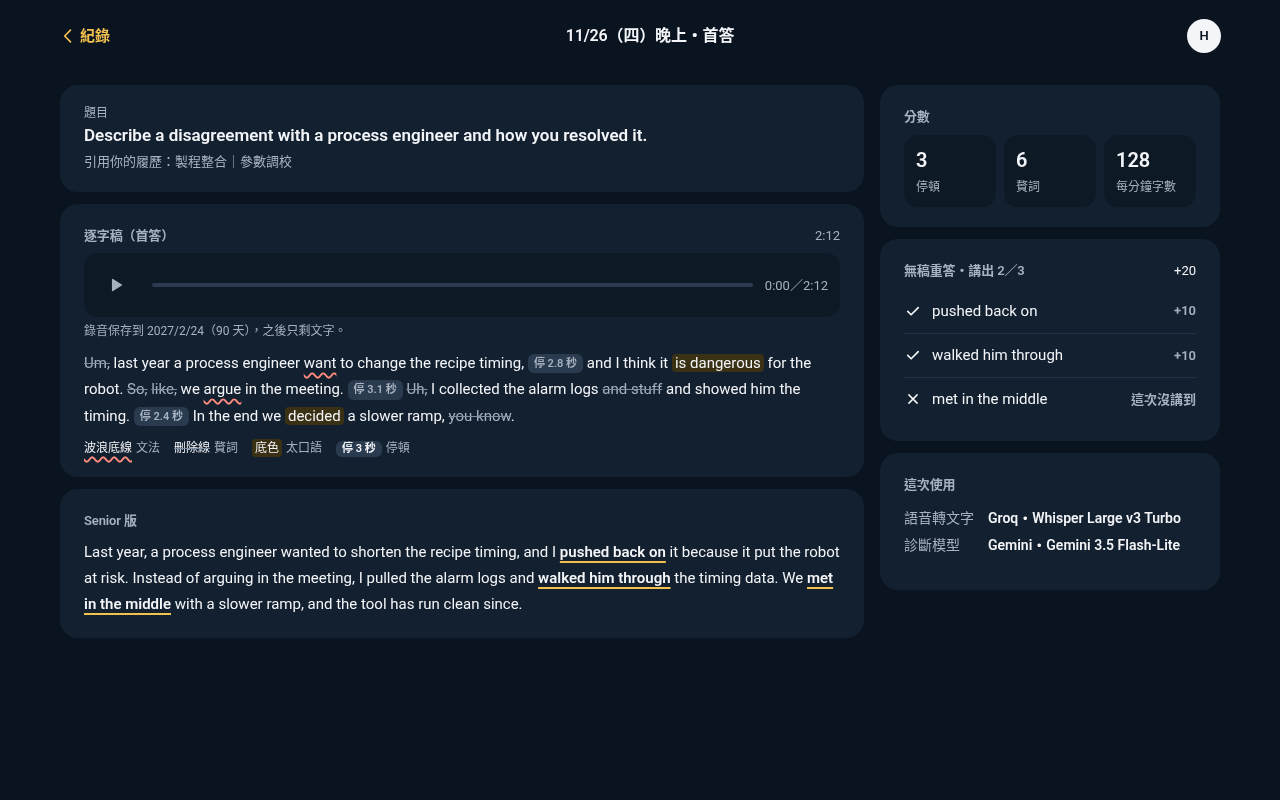 紀錄
11/26（四）晚上・首答
H
題目
Describe a disagreement with a process engineer and how you resolved it.
引用你的履歷：製程整合｜參數調校
逐字稿（首答）
2:12
0:00／2:12
錄音保存到 2027/2/24（90 天），之後只剩文字。
Um, last year a process engineer want to change the recipe timing, 停 2.8 秒 and I think it is dangerous for the
robot. So, like, we argue in the meeting. 停 3.1 秒 Uh, I collected the alarm logs and stuff and showed him the
timing. 停 2.4 秒 In the end we decided a slower ramp, you know.
波浪底線 文法 刪除線 贅詞 底色 太口語 停 3 秒 停頓
Senior 版
Last year, a process engineer wanted to shorten the recipe timing, and I pushed back on it because it put the robot
at risk. Instead of arguing in the meeting, I pulled the alarm logs and walked him through the timing data. We met
in the middle with a slower ramp, and the tool has run clean since.
分數
3 6 128
停頓 贅詞 每分鐘字數
無稿重答・講出 2／3 +20
pushed back on +10
walked him through +10
met in the middle 這次沒講到
這次使用
語音轉文字 Groq・Whisper Large v3 Turbo
診斷模型 Gemini・Gemini 3.5 Flash-Lite